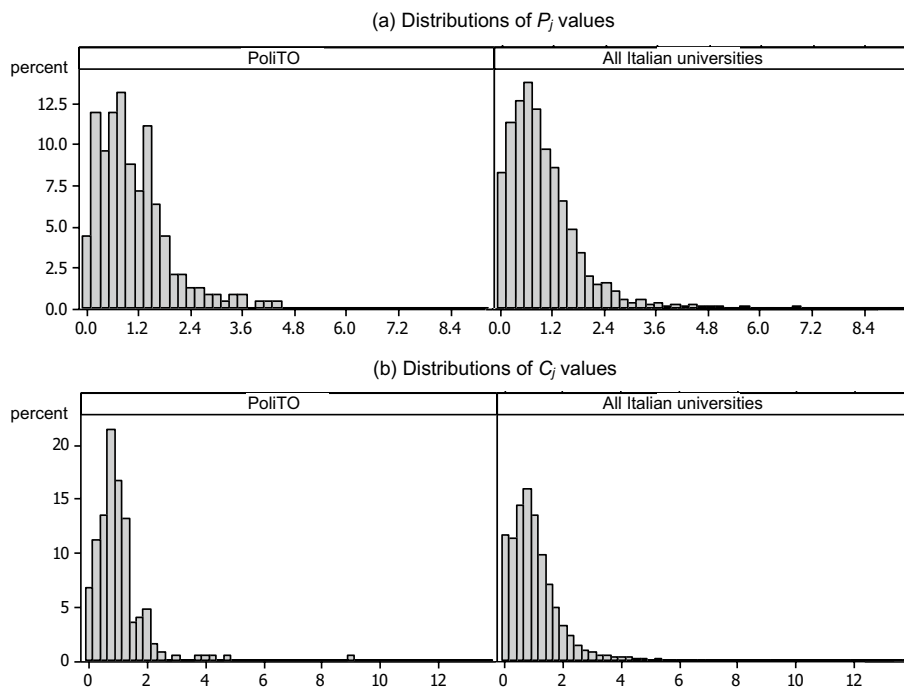 (a) Distributions of Pj values
percent
PoliTO
All Italian universities
12.5
10.0
7.5
5.0
2.5
0.0
0.0 1.2 2.4 3.6 4.8 6.0 7.2 8.4
0.0 1.2 2.4 3.6 4.8 6.0 7.2 8.4
(b) Distributions of Cj values
percent
PoliTO
All Italian universities
20
15
10
5
0
0 2 4 6 8 10 12
0 2 4 6 8 10 12